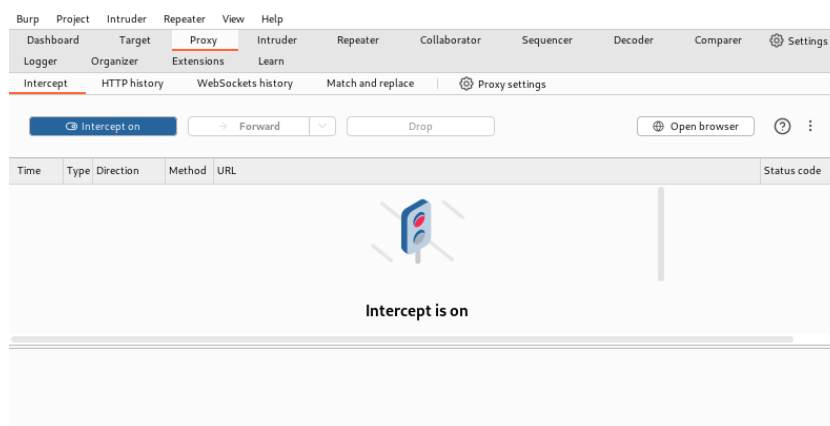 Burp Project Intruder Repeater View Help
Dashboard Target Proxy Intruder Repeater Collaborator Sequencer Decoder Comparer Settings
Logger Organizer Extensions Learn
Intercept HTTP history WebSockets history Match and replace Proxy settings
Intercept on Forward Drop Open browser
Time Type Direction Method URL Status code
Intercept is on